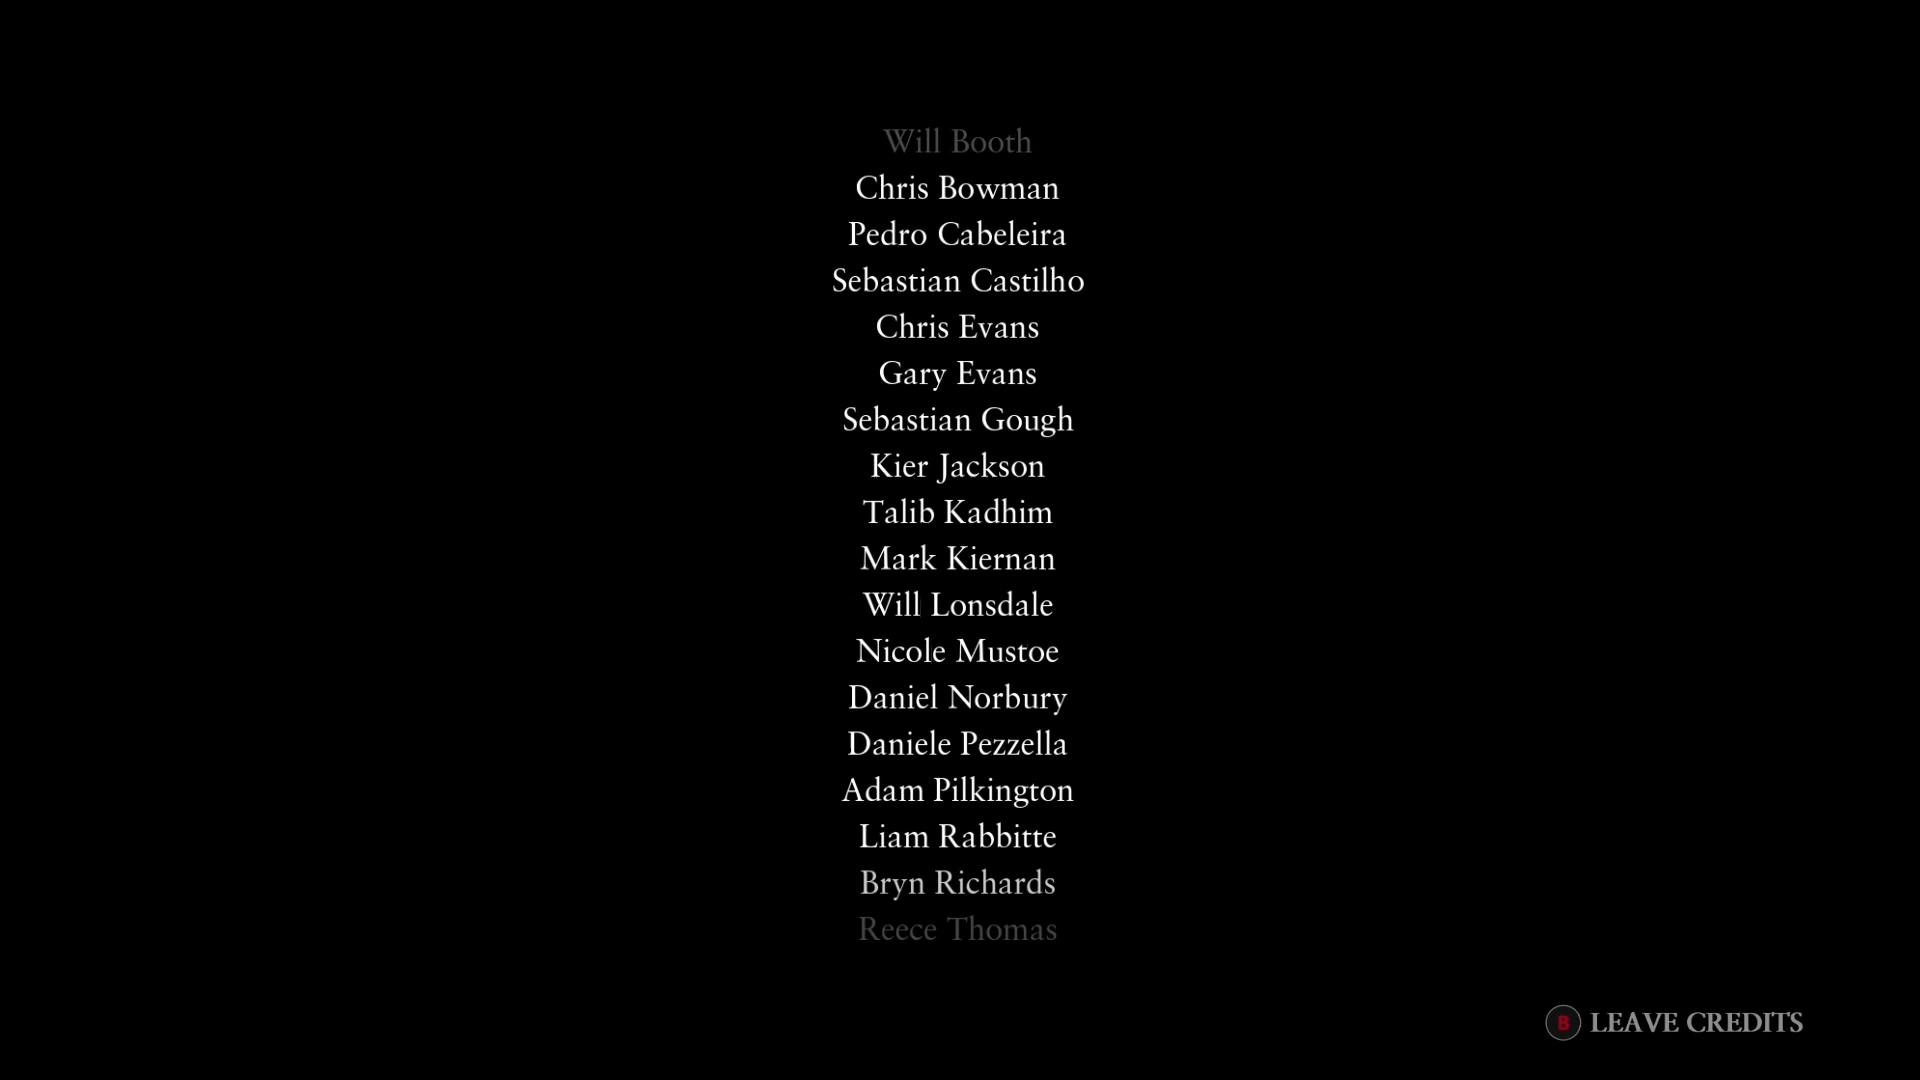 Will Booth
Chris Bowman
Pedro Cabeleira
Sebastian Castilho
Chris Evans
Gary Evans
Sebastian Gough
Kier Jackson
Talib Kadhim
Mark Kiernan
Will Lonsdale
Nicole Mustoe
Daniel Norbury
Daniele Pezzella
Adam Pilkington
Liam Rabbitte
Bryn Richards
Reece Thomas
B LEAVE CREDITS